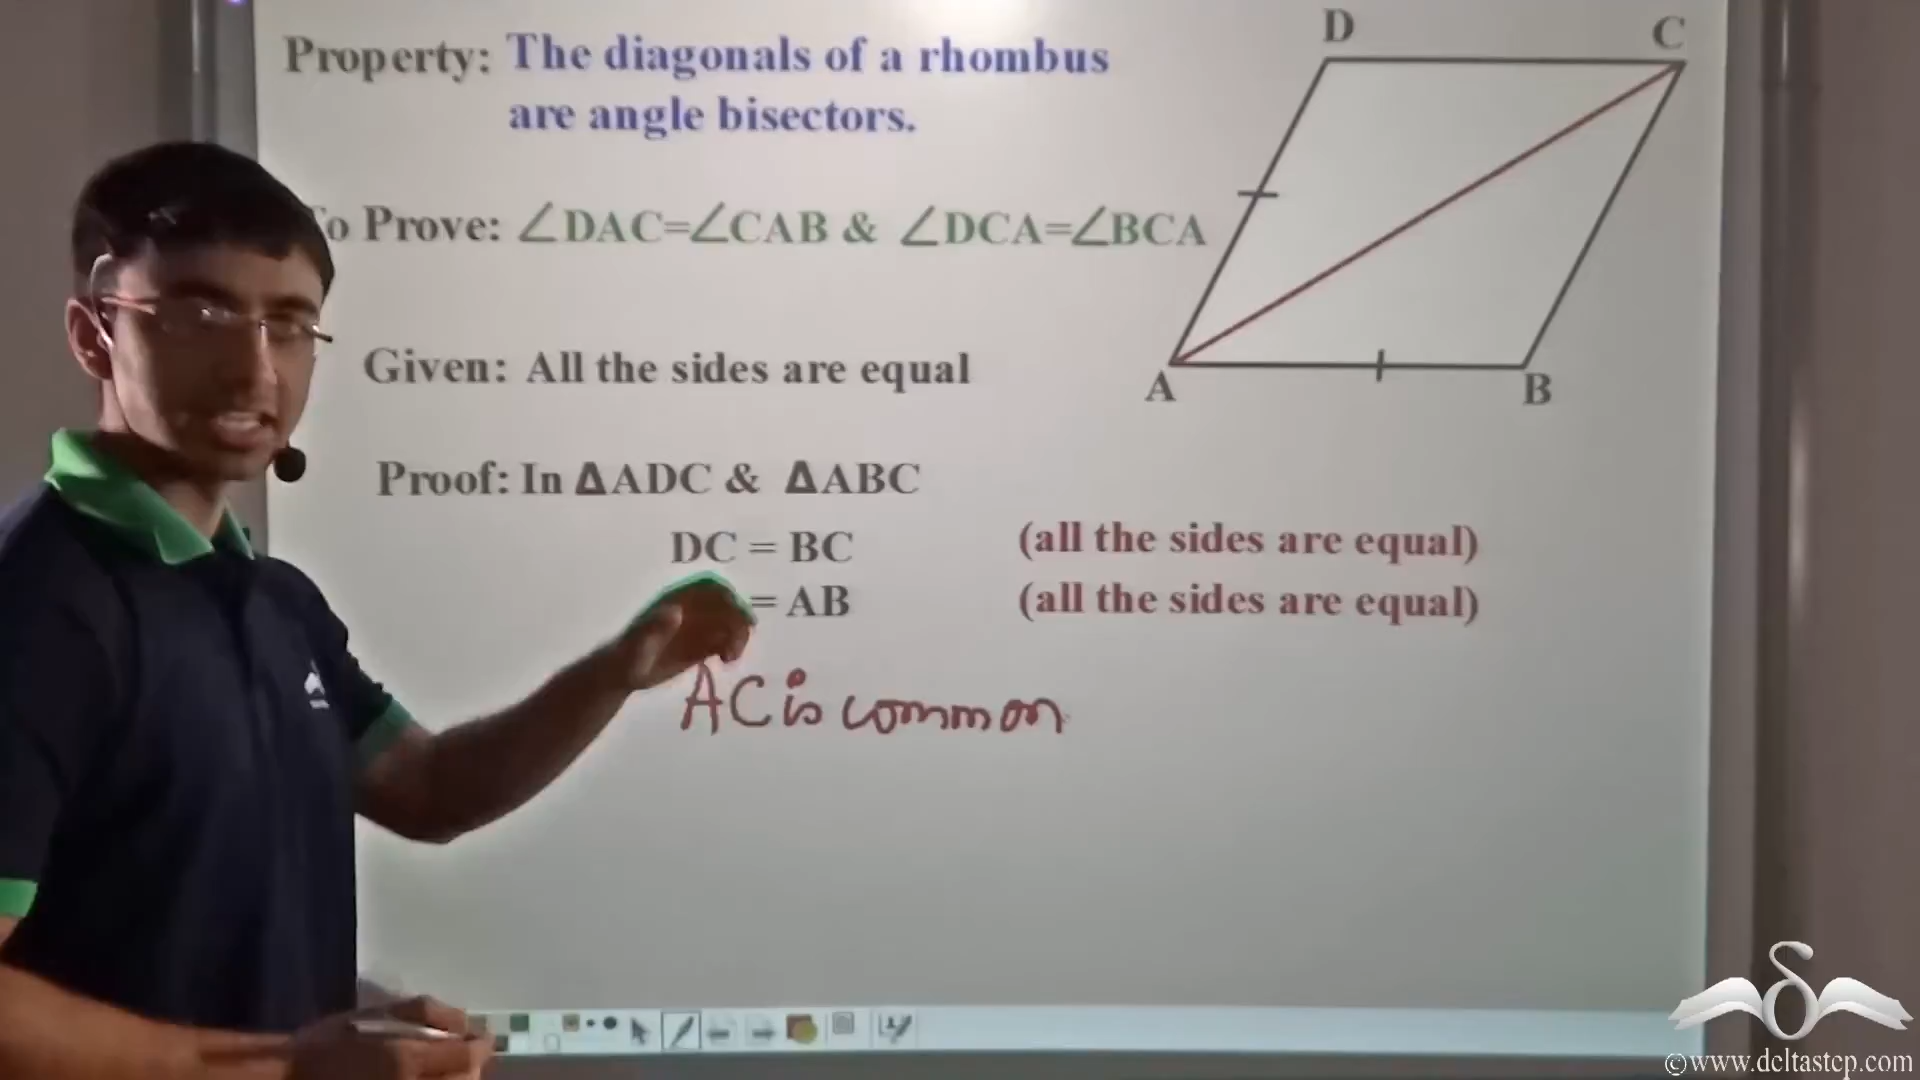 D C
Property: The diagonals of a rhombus
are angle bisectors.
o Prove: ∠DAC=∠CAB & ∠DCA=∠BCA
Given: All the sides are equal
A B
Proof: In ΔADC & ΔABC
DC = BC (all the sides are equal)
= AB (all the sides are equal)
AC is common
©www.deltastep.com